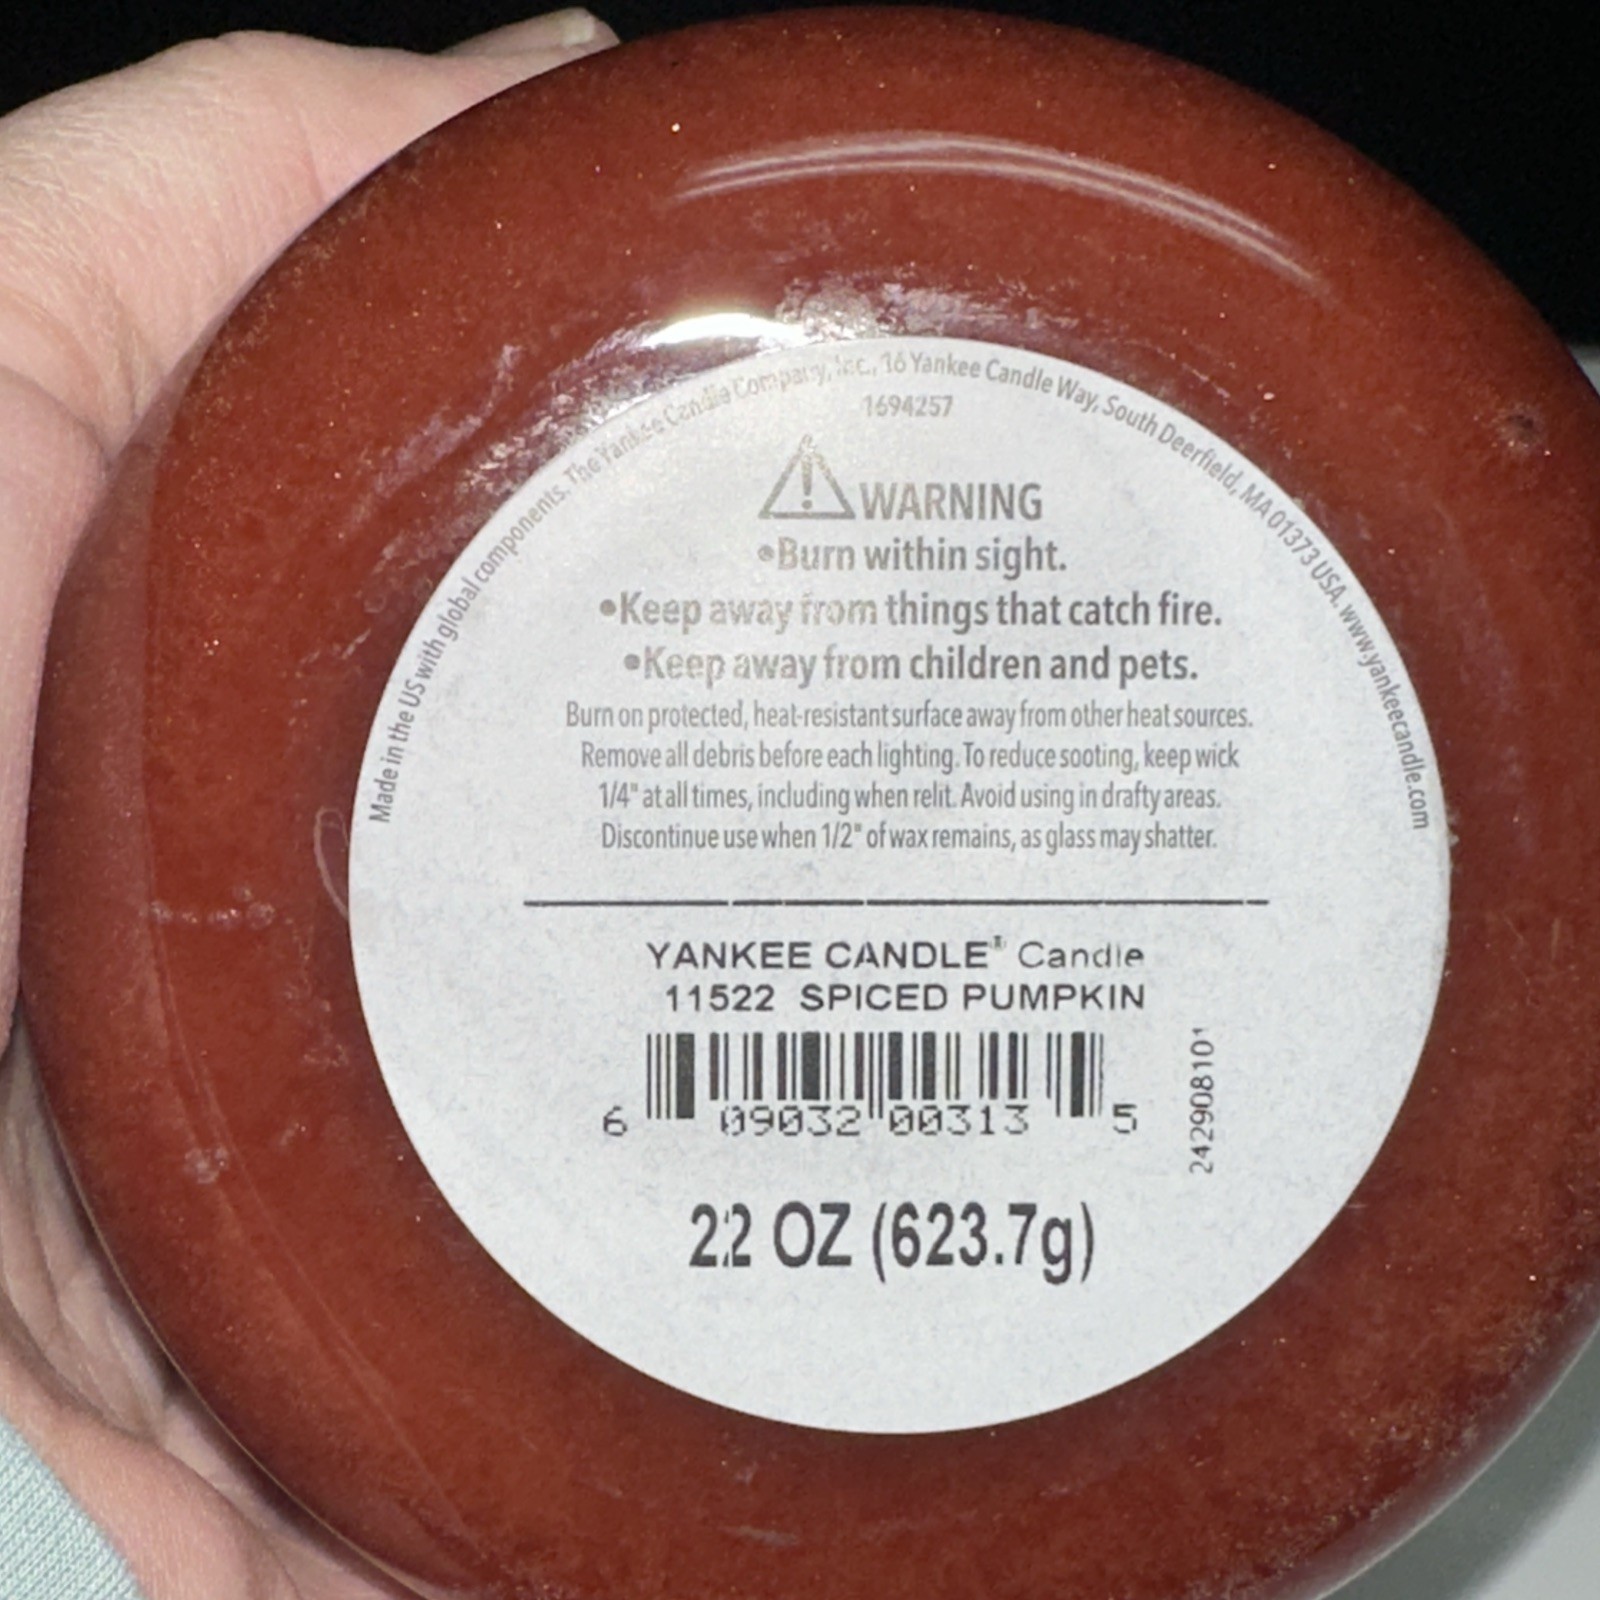 Made in the US with global components. The Yankee Candle Company, Inc., 16 Yankee Candle Way, South Deerfield, MA 01373 USA. www.yankeecandle.com
1694257
WARNING
•Burn within sight.
•Keep away from things that catch fire.
•Keep away from children and pets.
Burn on protected, heat-resistant surface away from other heat sources.
Remove all debris before each lighting. To reduce sooting, keep wick
1/4" at all times, including when relit. Avoid using in drafty areas.
Discontinue use when 1/2" of wax remains, as glass may shatter.
YANKEE CANDLE® Candle
11522 SPICED PUMPKIN
6 09032 00313 5
242908101
22 OZ (623.7g)